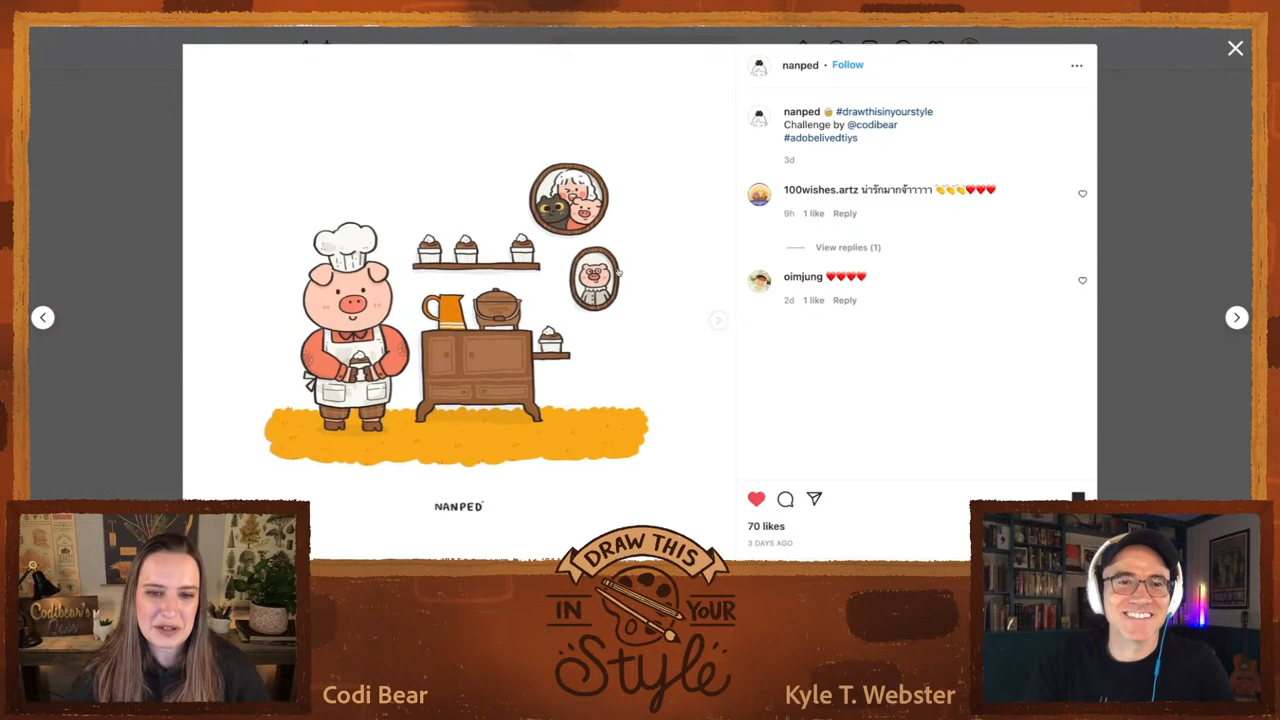 nanped • Follow
nanped #drawthisinyourstyle
Challenge by @codibear
#adobelivedtiys
3d
100wishes.artz น่ารักมากจ้าาาาา
9h 1 like Reply
View replies (1)
oimjung
2d 1 like Reply
NANPED
70 likes
3 DAYS AGO
DRAW THIS
IN YOUR
Style
Codibear's
Codi Bear
Kyle T. Webster